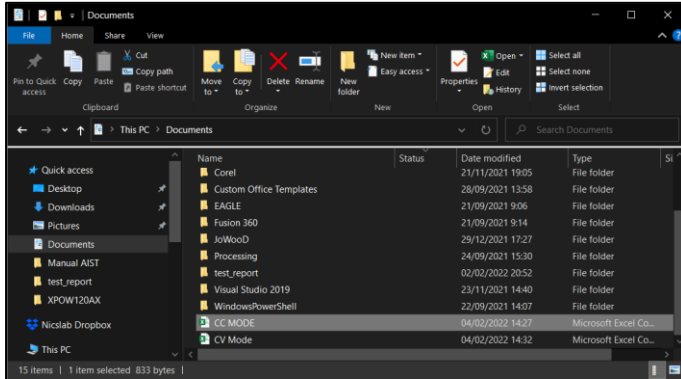 Documents
File Home Share View
Pin to Quick access
Copy
Paste
Cut
Copy path
Paste shortcut
Move to
Copy to
Delete
Rename
New folder
New item
Easy access
Properties
Open
Edit
History
Select all
Select none
Invert selection
Clipboard Organize New Open Select
This PC > Documents
Search Documents
Quick access
Desktop
Downloads
Pictures
Documents
Manual AIST
test_report
XPOW120AX
Nicslab Dropbox
This PC
Name Status Date modified Type Si
Corel 21/11/2021 19:05 File folder
Custom Office Templates 28/09/2021 13:58 File folder
EAGLE 21/09/2021 9:06 File folder
Fusion 360 21/09/2021 9:14 File folder
JoWooD 29/12/2021 17:27 File folder
Processing 24/09/2021 15:30 File folder
test_report 02/02/2022 20:52 File folder
Visual Studio 2019 23/11/2021 14:40 File folder
WindowsPowerShell 22/09/2021 14:07 File folder
CC MODE 04/02/2022 14:27 Microsoft Excel Co...
CV Mode 04/02/2022 14:32 Microsoft Excel Co...
15 items | 1 item selected 833 bytes |